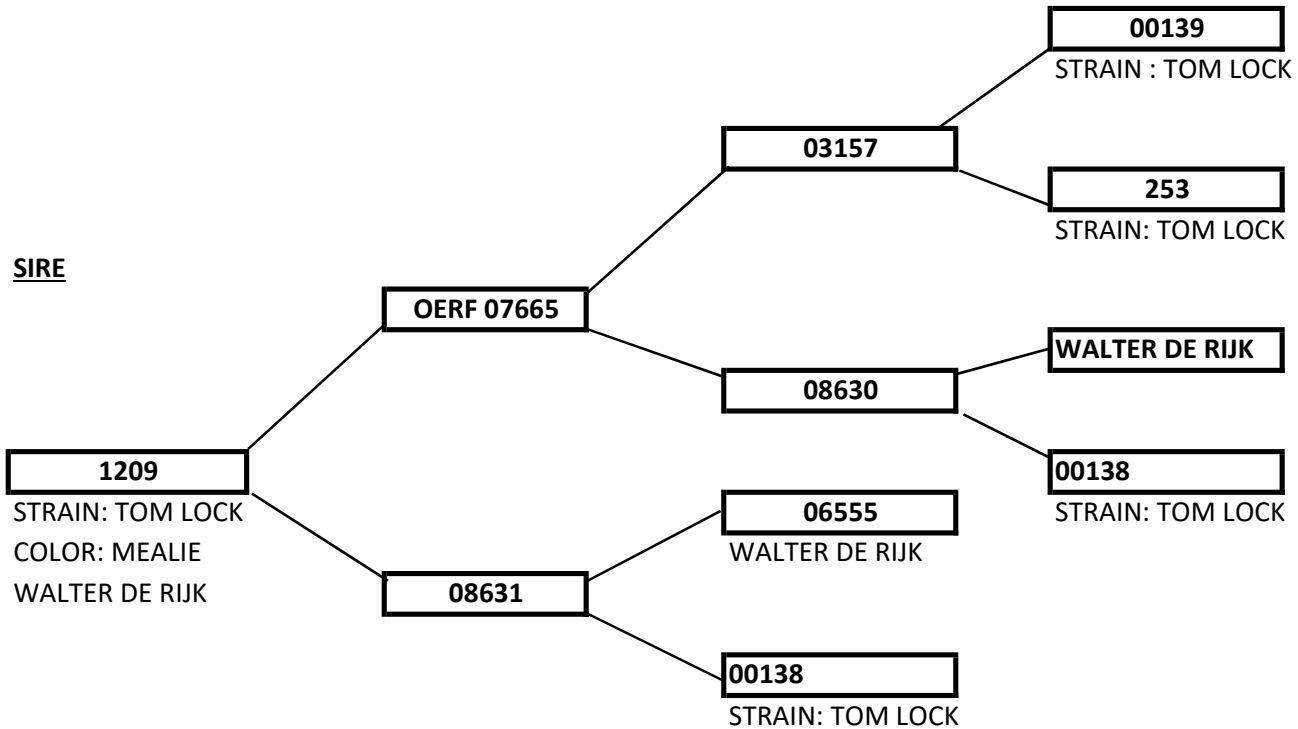 00139
STRAIN : TOM LOCK
03157
253
STRAIN: TOM LOCK
SIRE
OERF 07665
WALTER DE RIJK
08630
1209
00138
STRAIN: TOM LOCK
COLOR: MEALIE
WALTER DE RIJK
06555
WALTER DE RIJK
STRAIN: TOM LOCK
08631
00138
STRAIN: TOM LOCK